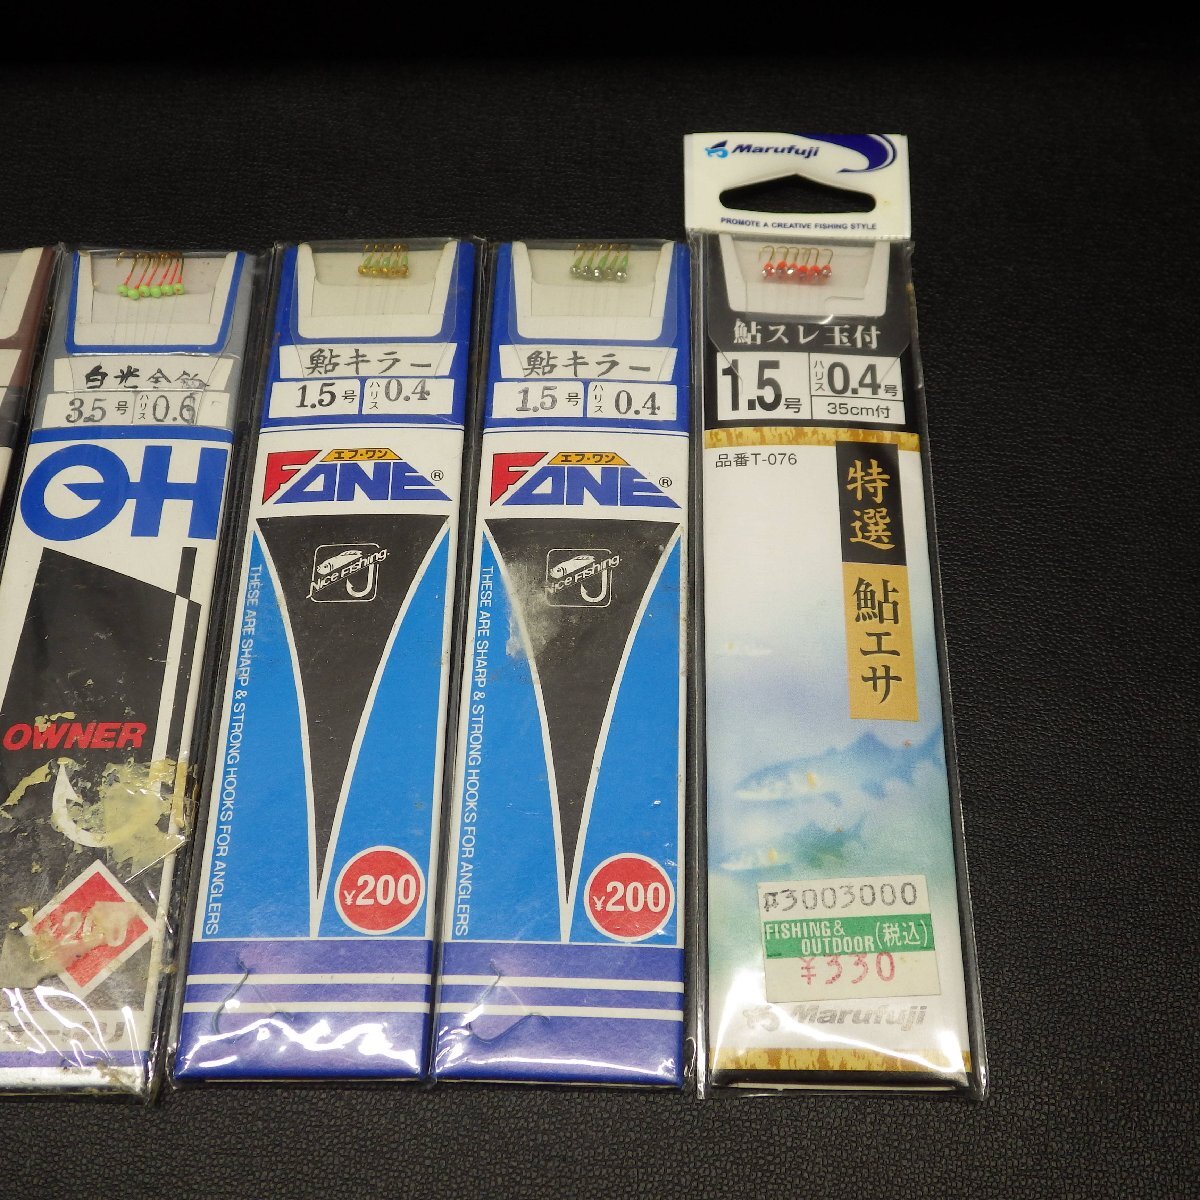 白光金針
3.5号 ハリス 0.6
OH
OWNER
鮎キラー
1.5号 ハリス 0.4
エフ・ワン
FONE®
Nice Fishing.
THESE ARE SHARP & STRONG HOOKS FOR ANGLERS
¥200
鮎キラー
1.5号 ハリス 0.4
エフ・ワン
FONE®
Nice Fishing.
THESE ARE SHARP & STRONG HOOKS FOR ANGLERS
¥200
Marufuji
PROMOTE A CREATIVE FISHING STYLE
鮎スレ玉付
1.5号 ハリス 0.4号
35cm付
品番T-076
特選
鮎エサ
3003000
FISHING & OUTDOOR (税込)
¥330
Marufuji